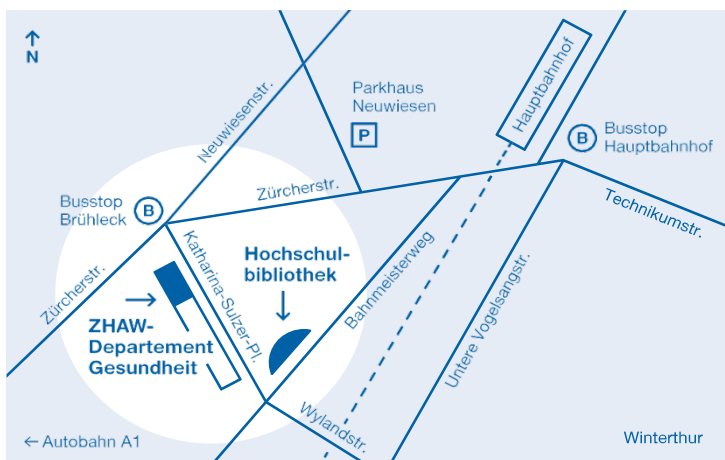 N
Neuwiesenstr.
Parkhaus
Neuwiesen
P
Hauptbahnhof
B
Busstop
Hauptbahnhof
Busstop
Brühleck
B
Zürcherstr.
Technikumstr.
Zürcherstr.
Katharina-Sulzer-Pl.
Hochschul-
bibliothek
Bahnmeisterweg
Untere Vogelsangstr.
ZHAW-
Departement
Gesundheit
Wylandstr.
← Autobahn A1
Winterthur